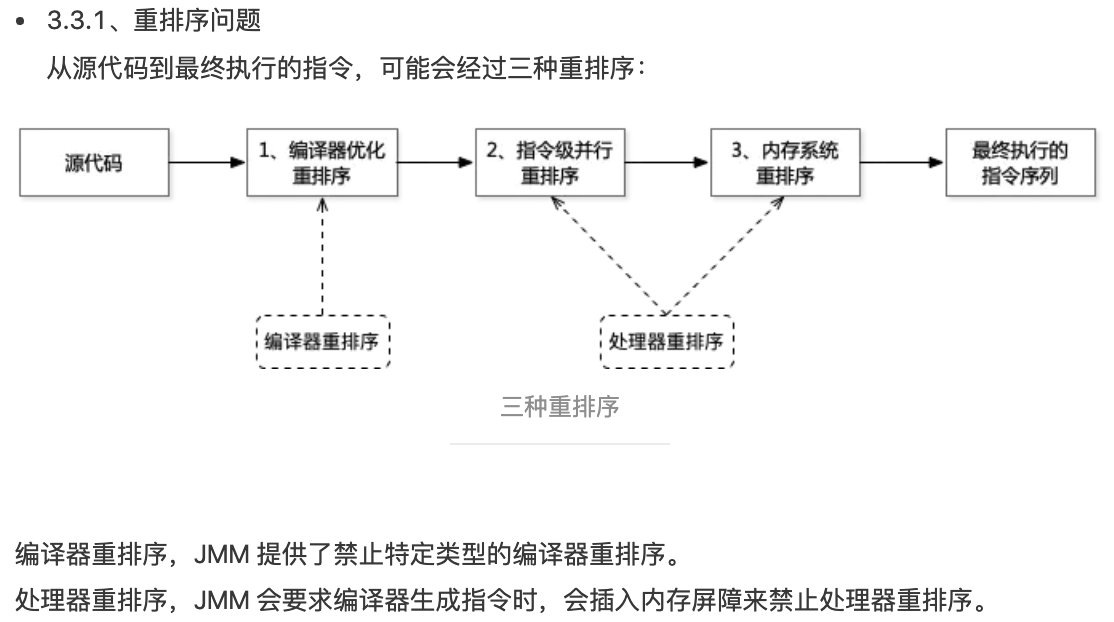 • 3.3.1、重排序问题
从源代码到最终执行的指令，可能会经过三种重排序：
源代码
1、编译器优化
重排序
2、指令级并行
重排序
3、内存系统
重排序
最终执行的
指令序列
编译器重排序
处理器重排序
三种重排序
编译器重排序，JMM 提供了禁止特定类型的编译器重排序。
处理器重排序，JMM 会要求编译器生成指令时，会插入内存屏障来禁止处理器重排序。